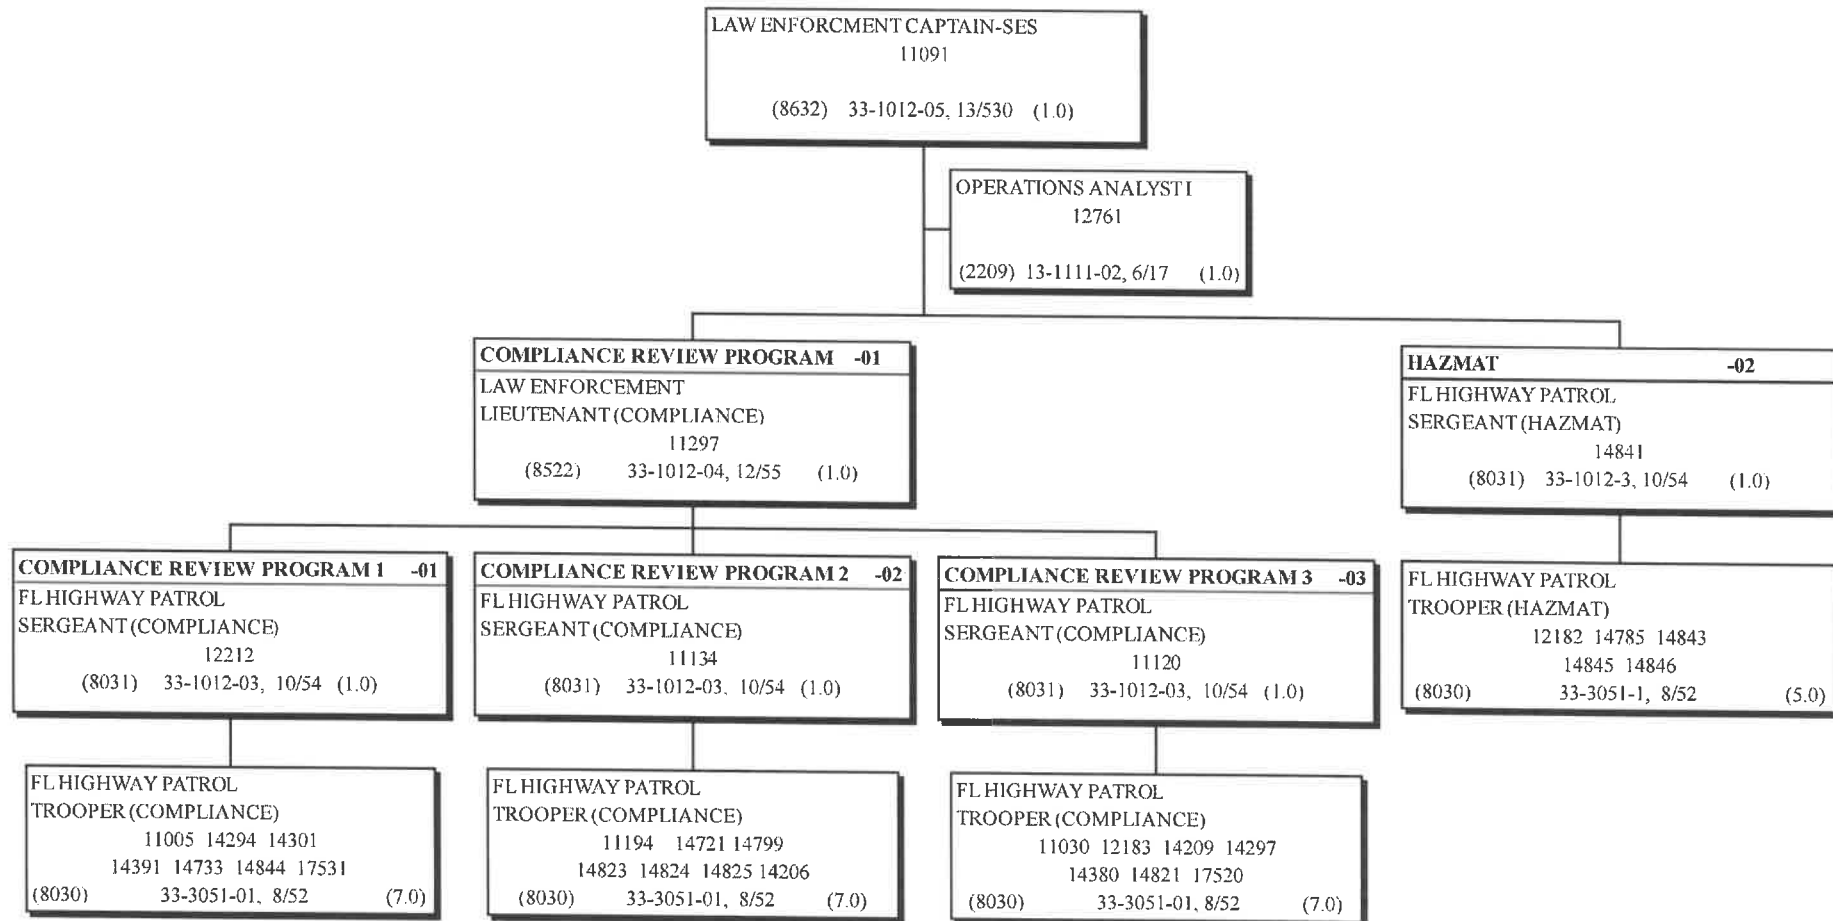 LAW ENFORCMENT CAPTAIN-SES
11091
(8632) 33-1012-05, 13/530 (1.0)
OPERATIONS ANALYST I
12761
(2209) 13-1111-02, 6/17 (1.0)
COMPLIANCE REVIEW PROGRAM -01
LAW ENFORCEMENT
LIEUTENANT (COMPLIANCE)
11297
(8522) 33-1012-04, 12/55 (1.0)
HAZMAT -02
FL HIGHWAY PATROL
SERGEANT (HAZMAT)
14841
(8031) 33-1012-3, 10/54 (1.0)
COMPLIANCE REVIEW PROGRAM 1 -01
FL HIGHWAY PATROL
SERGEANT (COMPLIANCE)
12212
(8031) 33-1012-03, 10/54 (1.0)
COMPLIANCE REVIEW PROGRAM 2 -02
FL HIGHWAY PATROL
SERGEANT (COMPLIANCE)
11134
(8031) 33-1012-03, 10/54 (1.0)
COMPLIANCE REVIEW PROGRAM 3 -03
FL HIGHWAY PATROL
SERGEANT (COMPLIANCE)
11120
(8031) 33-1012-03, 10/54 (1.0)
FL HIGHWAY PATROL
TROOPER (HAZMAT)
12182 14785 14843
14845 14846
(8030) 33-3051-1, 8/52 (5.0)
FL HIGHWAY PATROL
TROOPER (COMPLIANCE)
11005 14294 14301
14391 14733 14844 17531
(8030) 33-3051-01, 8/52 (7.0)
FL HIGHWAY PATROL
TROOPER (COMPLIANCE)
11194 14721 14799
14823 14824 14825 14206
(8030) 33-3051-01, 8/52 (7.0)
FL HIGHWAY PATROL
TROOPER (COMPLIANCE)
11030 12183 14209 14297
14380 14821 17520
(8030) 33-3051-01, 8/52 (7.0)